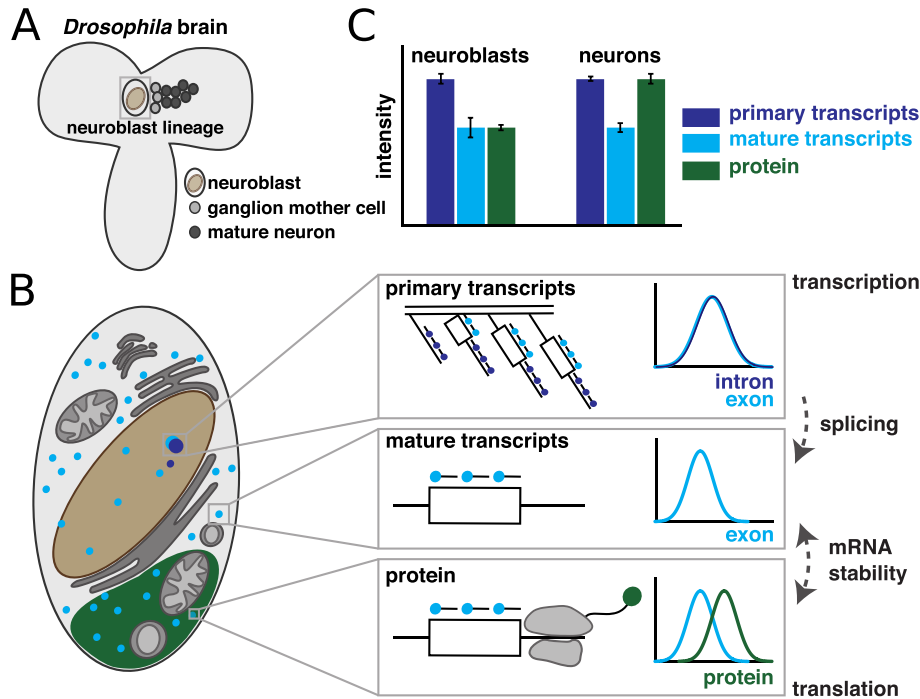 A
Drosophila brain
neuroblast lineage
neuroblast
ganglion mother cell
mature neuron
C
neuroblasts
neurons
intensity
primary transcripts
mature transcripts
protein
B
primary transcripts
intron
exon
transcription
splicing
mature transcripts
exon
mRNA
stability
protein
protein
translation